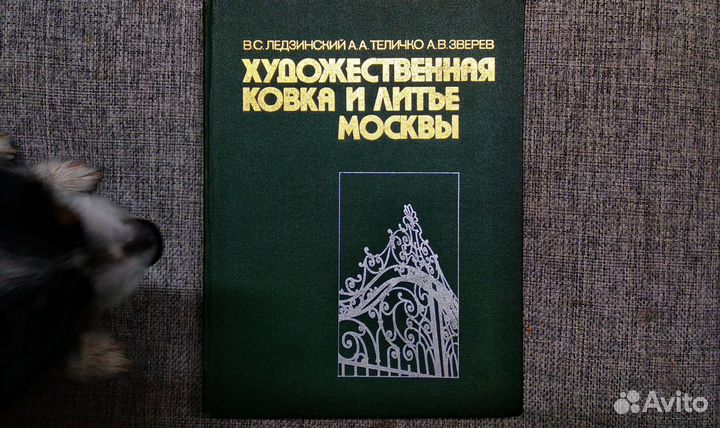 В.С. ЛЕДЗИНСКИЙ А.А. ТЕЛИЧКО А.В. ЗВЕРЕВ
ХУДОЖЕСТВЕННАЯ
КОВКА И ЛИТЬЕ
МОСКВЫ
Avito